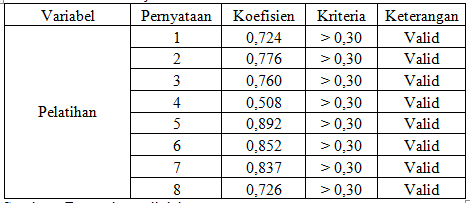 Variabel Pernyataan Koefisien Kriteria Keterangan
1 0,724 > 0,30 Valid
2 0,776 > 0,30 Valid
3 0,760 > 0,30 Valid
4 0,508 > 0,30 Valid
Pelatihan
5 0,892 > 0,30 Valid
6 0,852 > 0,30 Valid
7 0,837 > 0,30 Valid
8 0,726 > 0,30 Valid